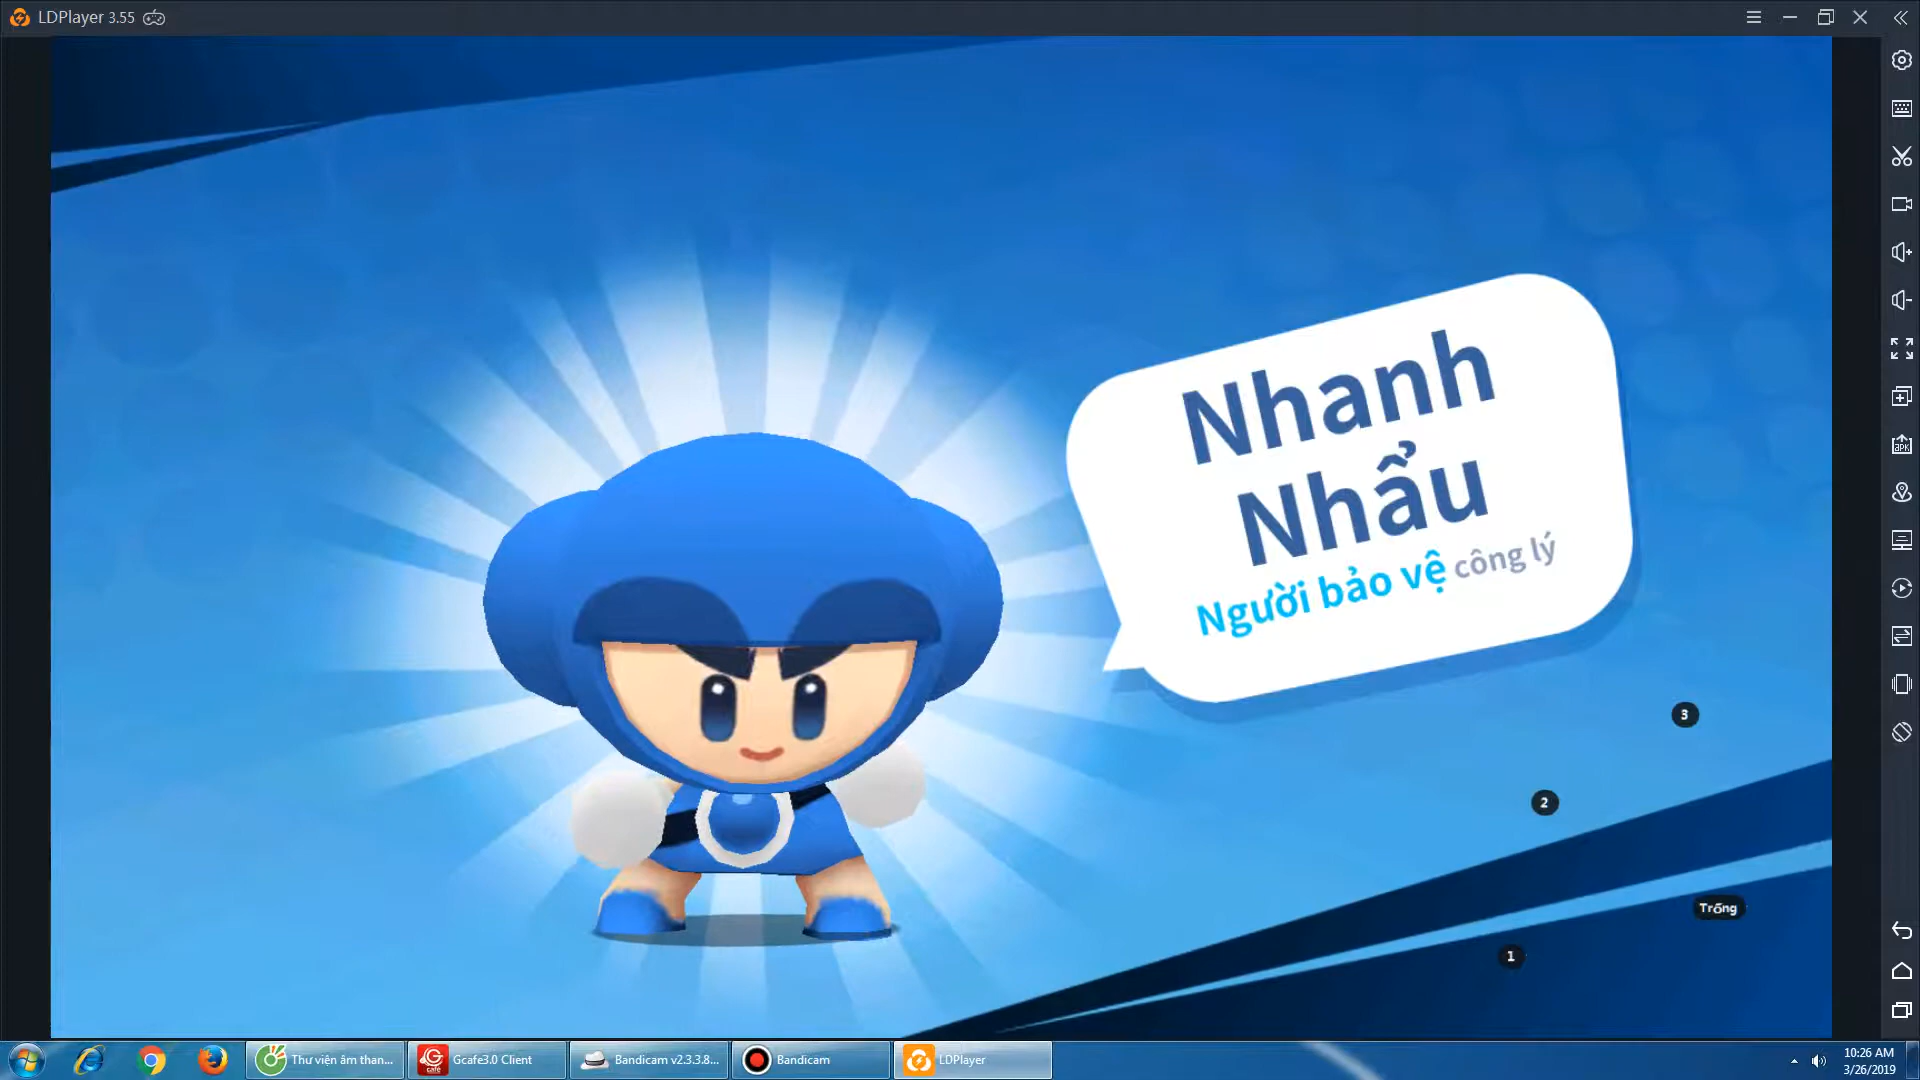 LDPlayer 3.55
Nhanh
Nhẩu
Người bảo vệ công lý
3
2
Trống
1
APK
Thư viện âm than...
Gcafe3.0 Client
Bandicam v2.3.3.8...
Bandicam
LDPlayer
10:26 AM
3/26/2019